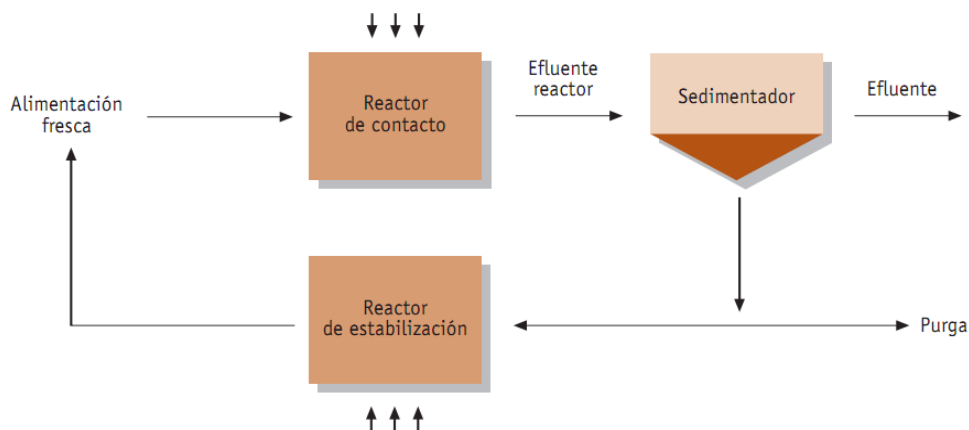 Alimentación
fresca
Reactor
de contacto
Efluente
reactor
Sedimentador
Efluente
Reactor
de estabilización
Purga